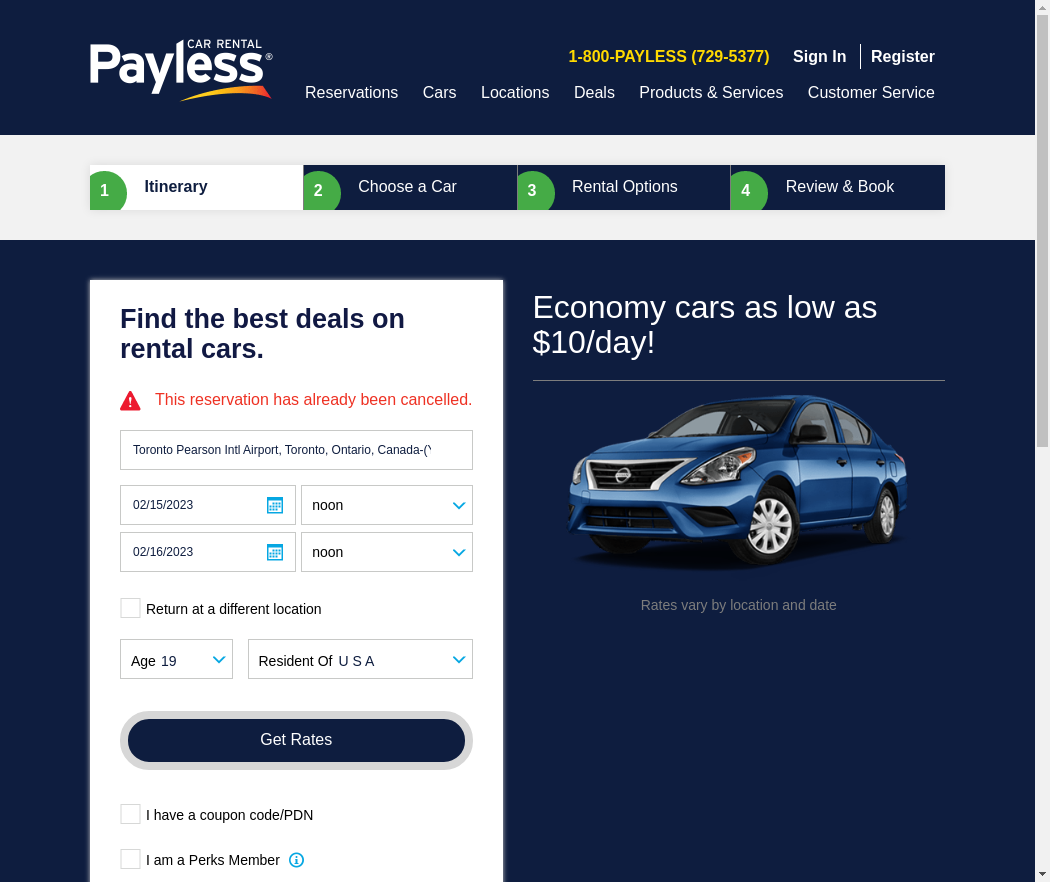 CAR RENTAL
Payless®
1-800-PAYLESS (729-5377) Sign In Register
Reservations Cars Locations Deals Products & Services Customer Service
1 Itinerary 2 Choose a Car 3 Rental Options 4 Review & Book
Find the best deals on
rental cars.
This reservation has already been cancelled.
Toronto Pearson Intl Airport, Toronto, Ontario, Canada-(Y
02/15/2023 noon
02/16/2023 noon
Return at a different location
Age 19 Resident Of U S A
Get Rates
I have a coupon code/PDN
I am a Perks Member
Economy cars as low as
$10/day!
Rates vary by location and date